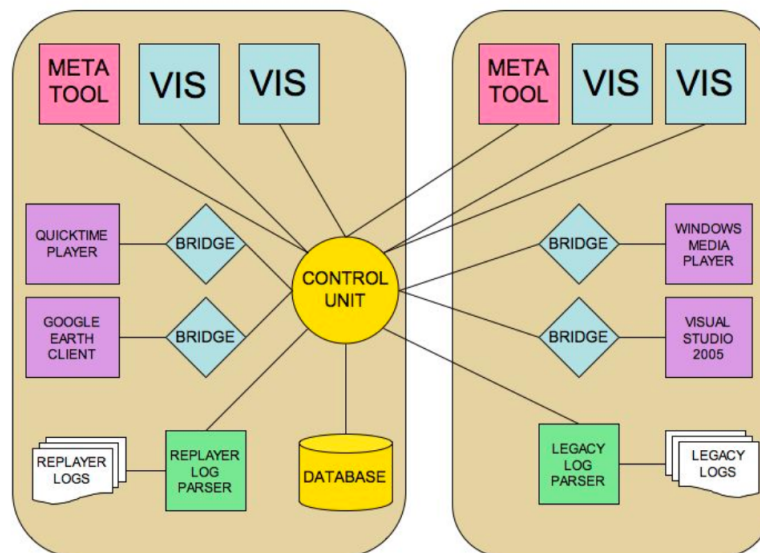 META
TOOL
VIS
VIS
META
TOOL
VIS
VIS
QUICKTIME
PLAYER
BRIDGE
BRIDGE
WINDOWS
MEDIA
PLAYER
CONTROL
UNIT
GOOGLE
EARTH
CLIENT
BRIDGE
BRIDGE
VISUAL
STUDIO
2005
REPLAYER
LOGS
REPLAYER
LOG
PARSER
DATABASE
LEGACY
LOG
PARSER
LEGACY
LOGS